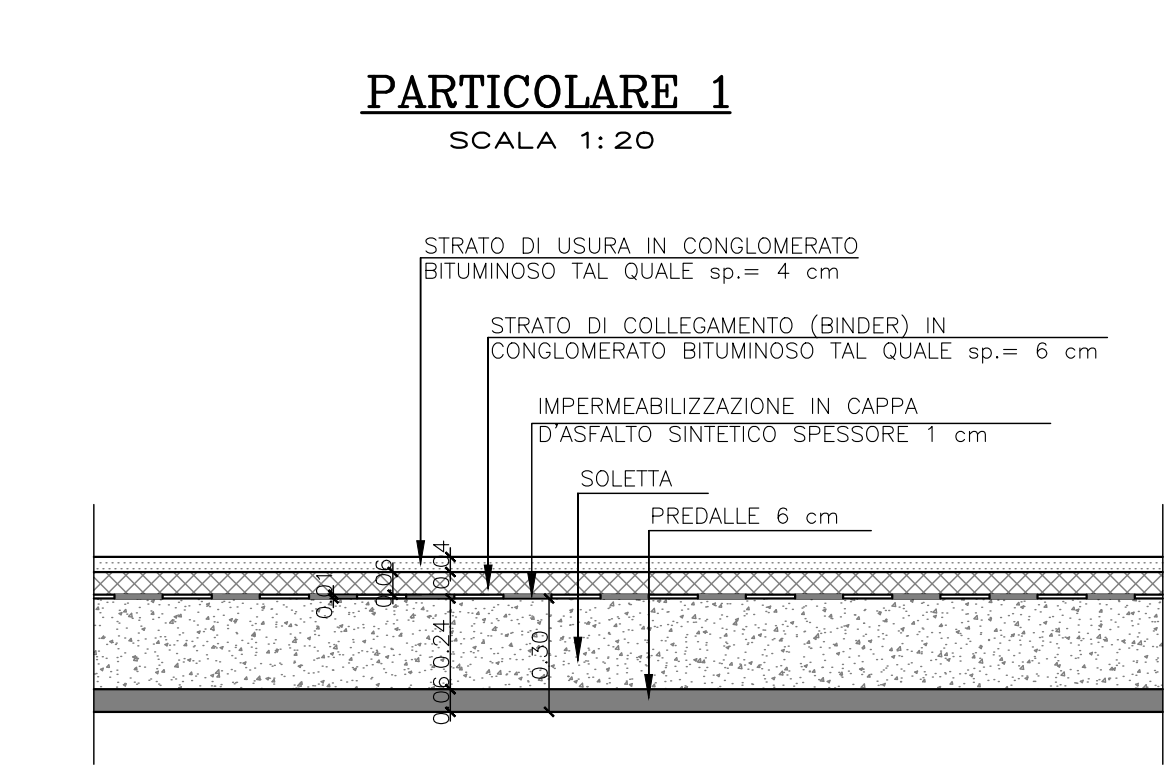 PARTICOLARE 1
SCALA 1:20
STRATO DI USURA IN CONGLOMERATO
BITUMINOSO TAL QUALE sp.= 4 cm
STRATO DI COLLEGAMENTO (BINDER) IN
CONGLOMERATO BITUMINOSO TAL QUALE sp.= 6 cm
IMPERMEABILIZZAZIONE IN CAPPA
D'ASFALTO SINTETICO SPESSORE 1 cm
SOLETTA
PREDALLE 6 cm
0.01
0.06
0.04
0.24
0.06
0.30